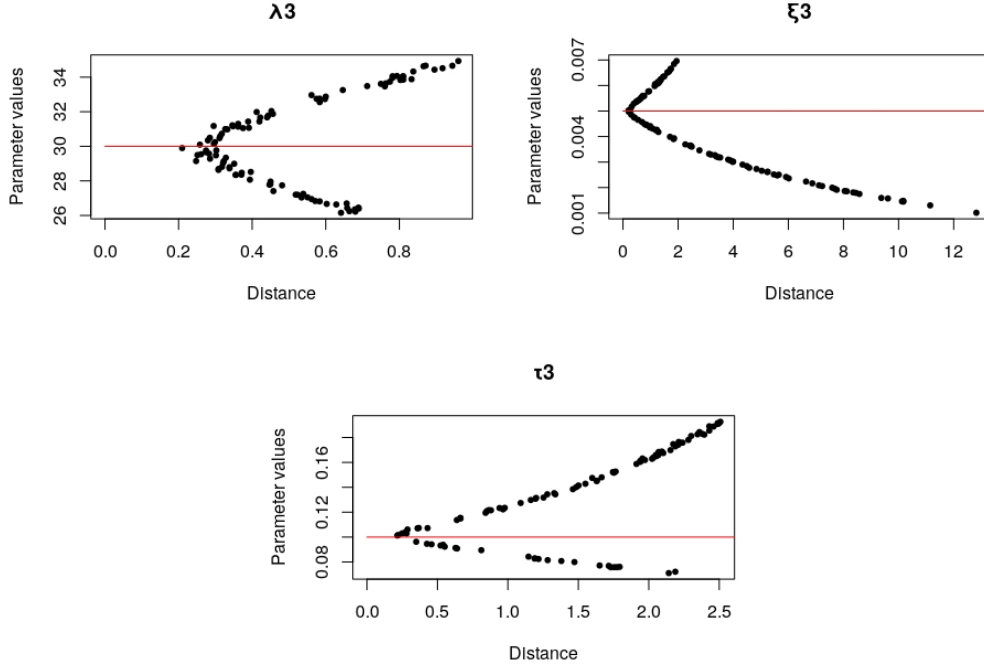 λ3
ξ3
Parameter values
26 28 30 32 34
0.0 0.2 0.4 0.6 0.8
Distance
Parameter values
0.001 0.004 0.007
0 2 4 6 8 10 12
Distance
τ3
Parameter values
0.08 0.12 0.16
0.0 0.5 1.0 1.5 2.0 2.5
Distance